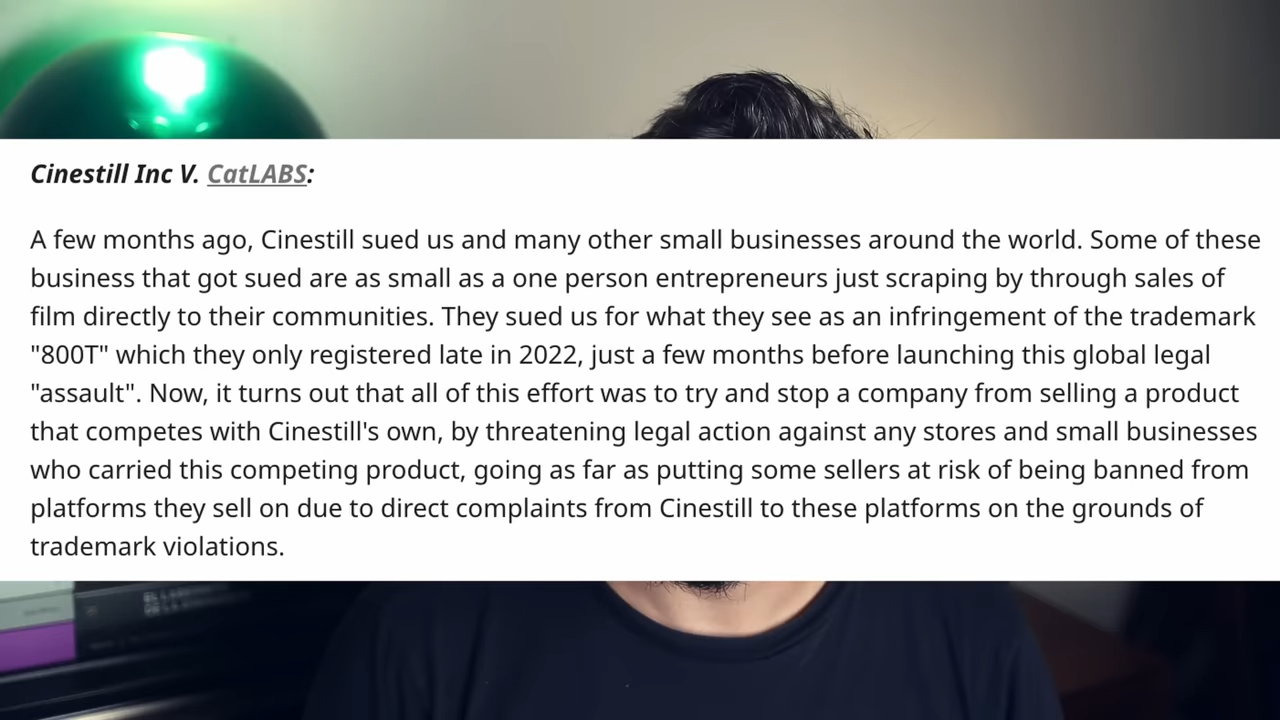 Cinestill Inc V. CatLABS:
A few months ago, Cinestill sued us and many other small businesses around the world. Some of these
business that got sued are as small as a one person entrepreneurs just scraping by through sales of
film directly to their communities. They sued us for what they see as an infringement of the trademark
"800T" which they only registered late in 2022, just a few months before launching this global legal
"assault". Now, it turns out that all of this effort was to try and stop a company from selling a product
that competes with Cinestill's own, by threatening legal action against any stores and small businesses
who carried this competing product, going as far as putting some sellers at risk of being banned from
platforms they sell on due to direct complaints from Cinestill to these platforms on the grounds of
trademark violations.